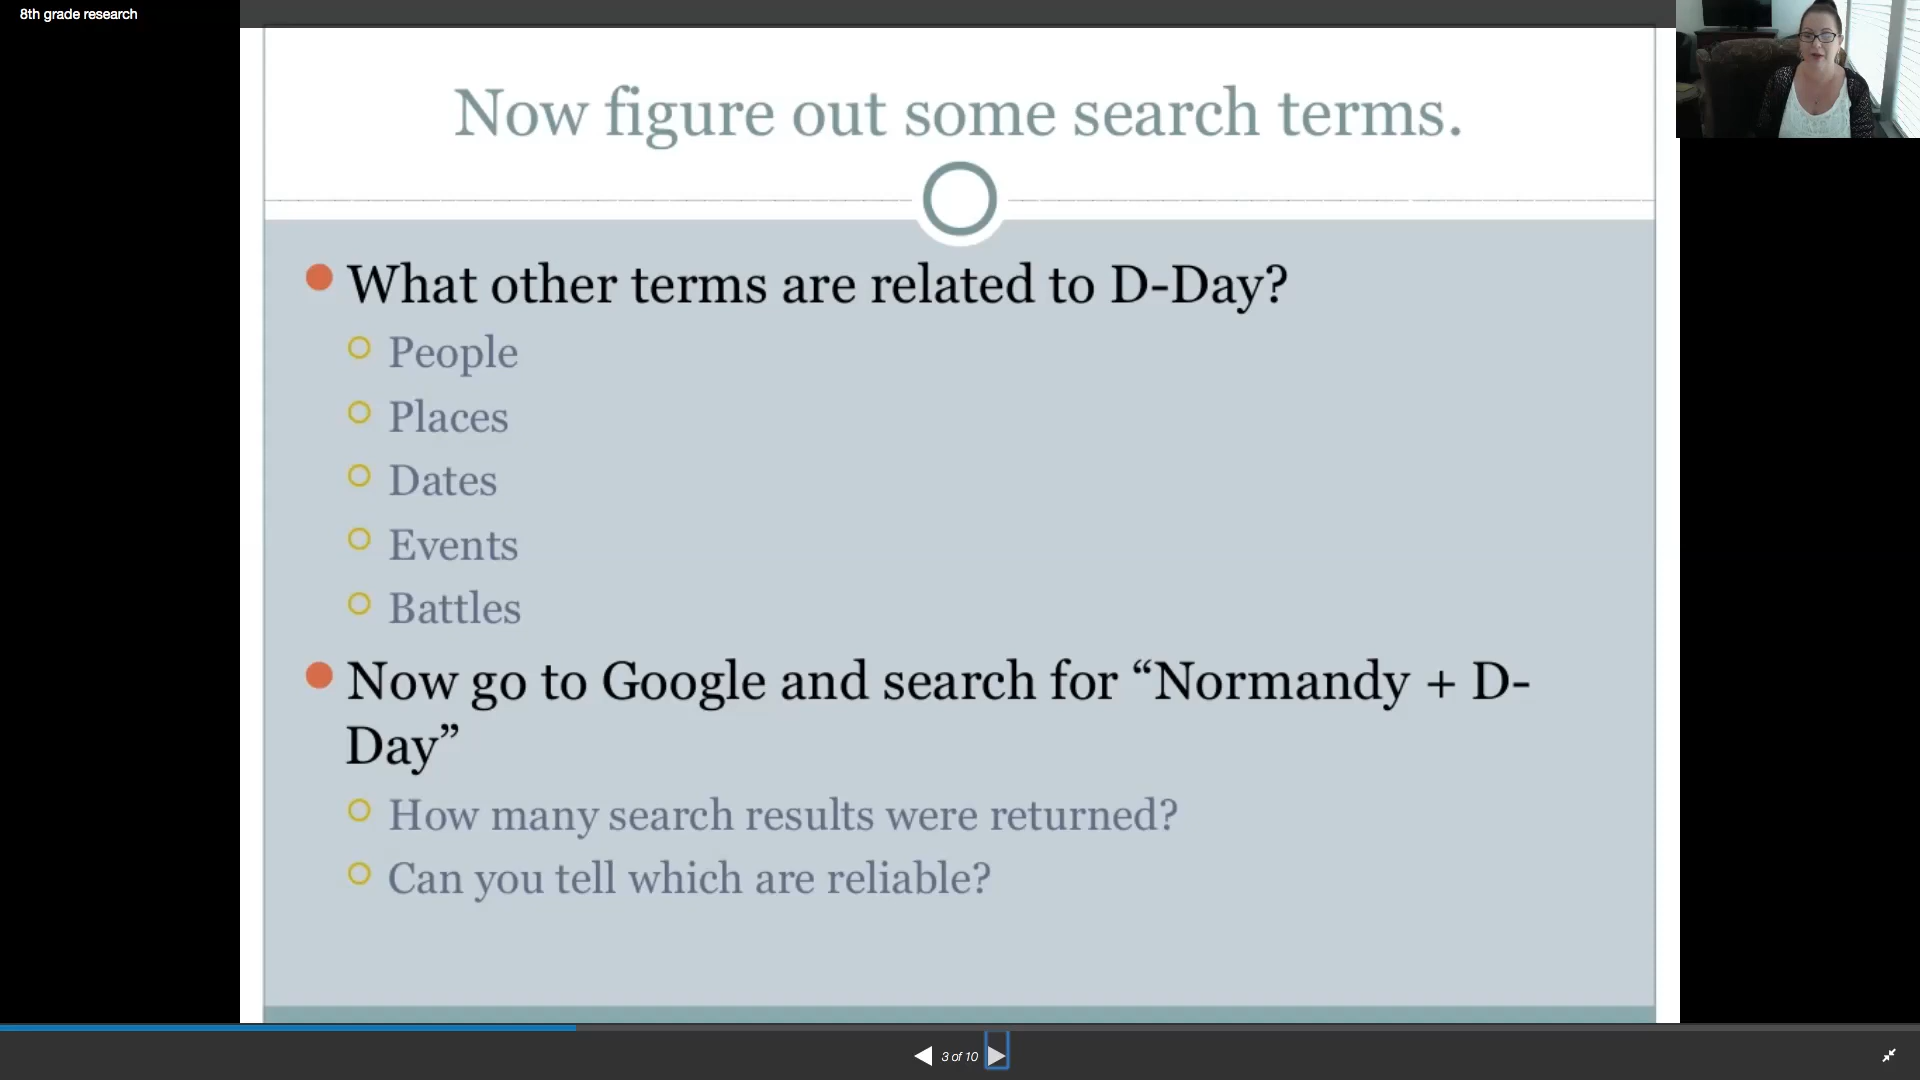 8th grade research
Now figure out some search terms.
What other terms are related to D-Day?
People
Places
Dates
Events
Battles
Now go to Google and search for “Normandy + D-
Day”
How many search results were returned?
Can you tell which are reliable?
3 of 10